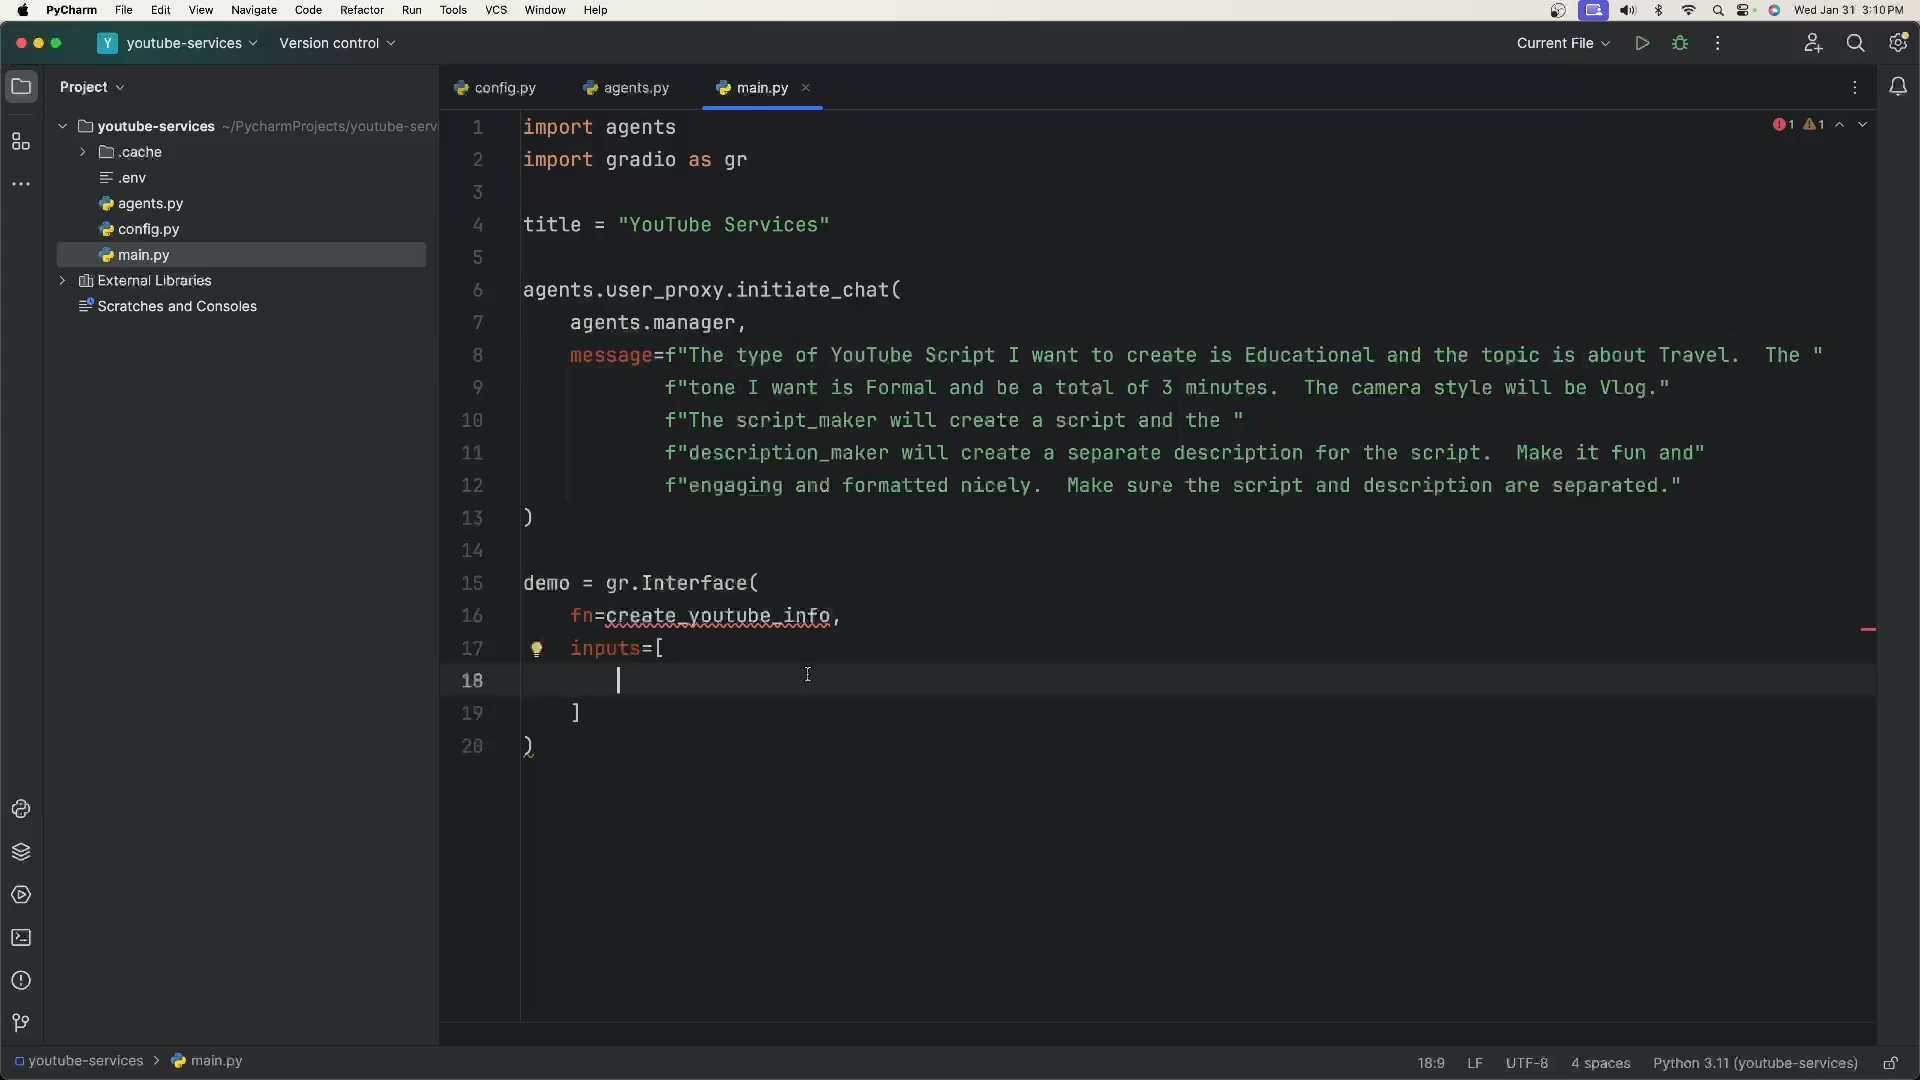 PyCharm File Edit View Navigate Code Refactor Run Tools VCS Window Help Wed Jan 31 3:10 PM
Y youtube-services Version control Current File
Project config.py agents.py main.py
youtube-services ~/PycharmProjects/youtube-serv
.cache
.env
agents.py
config.py
main.py
External Libraries
Scratches and Consoles
1 1
1 import agents
2 import gradio as gr
3
4 title = "YouTube Services"
5
6 agents.user_proxy.initiate_chat(
7 agents.manager,
8 message=f"The type of YouTube Script I want to create is Educational and the topic is about Travel.  The "
9 f"tone I want is Formal and be a total of 3 minutes.  The camera style will be Vlog."
10 f"The script_maker will create a script and the "
11 f"description_maker will create a separate description for the script.  Make it fun and"
12 f"engaging and formatted nicely.  Make sure the script and description are separated."
13 )
14
15 demo = gr.Interface(
16 fn=create_youtube_info,
17 inputs=[
18
19 ]
20 )
youtube-services main.py 18:9 LF UTF-8 4 spaces Python 3.11 (youtube-services)